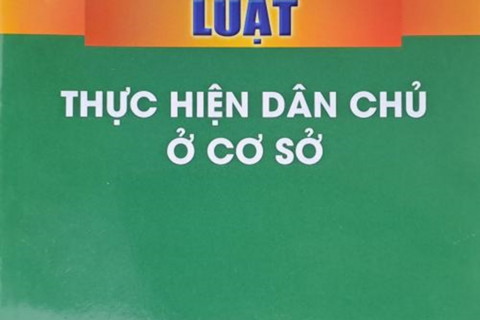 LUẬT
THỰC HIỆN DÂN CHỦ
Ở CƠ SỞ